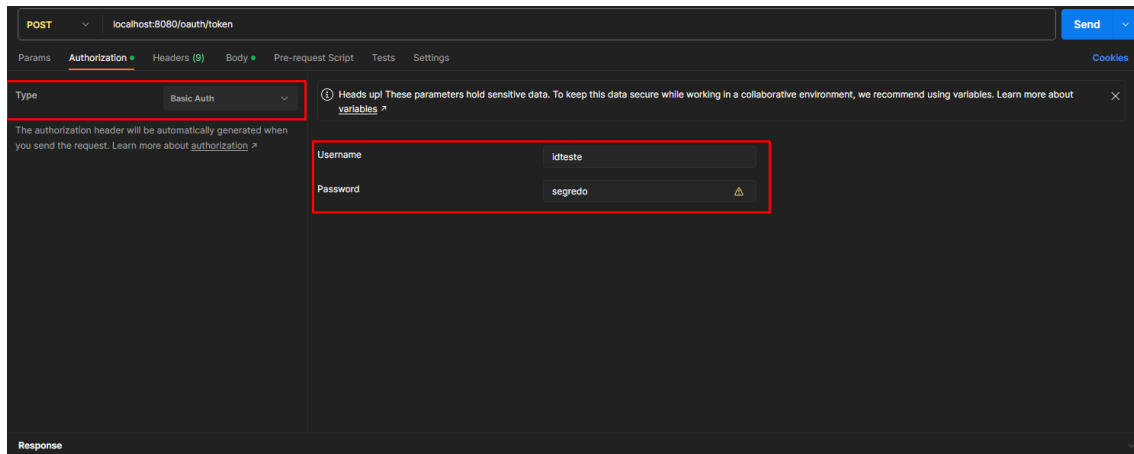 POST localhost:8080/oauth/token Send
Params Authorization Headers (9) Body Pre-request Script Tests Settings Cookies
Type Basic Auth
The authorization header will be automatically generated when
you send the request. Learn more about authorization ↗
Heads up! These parameters hold sensitive data. To keep this data secure while working in a collaborative environment, we recommend using variables. Learn more about
variables ↗
Username idteste
Password segredo
Response